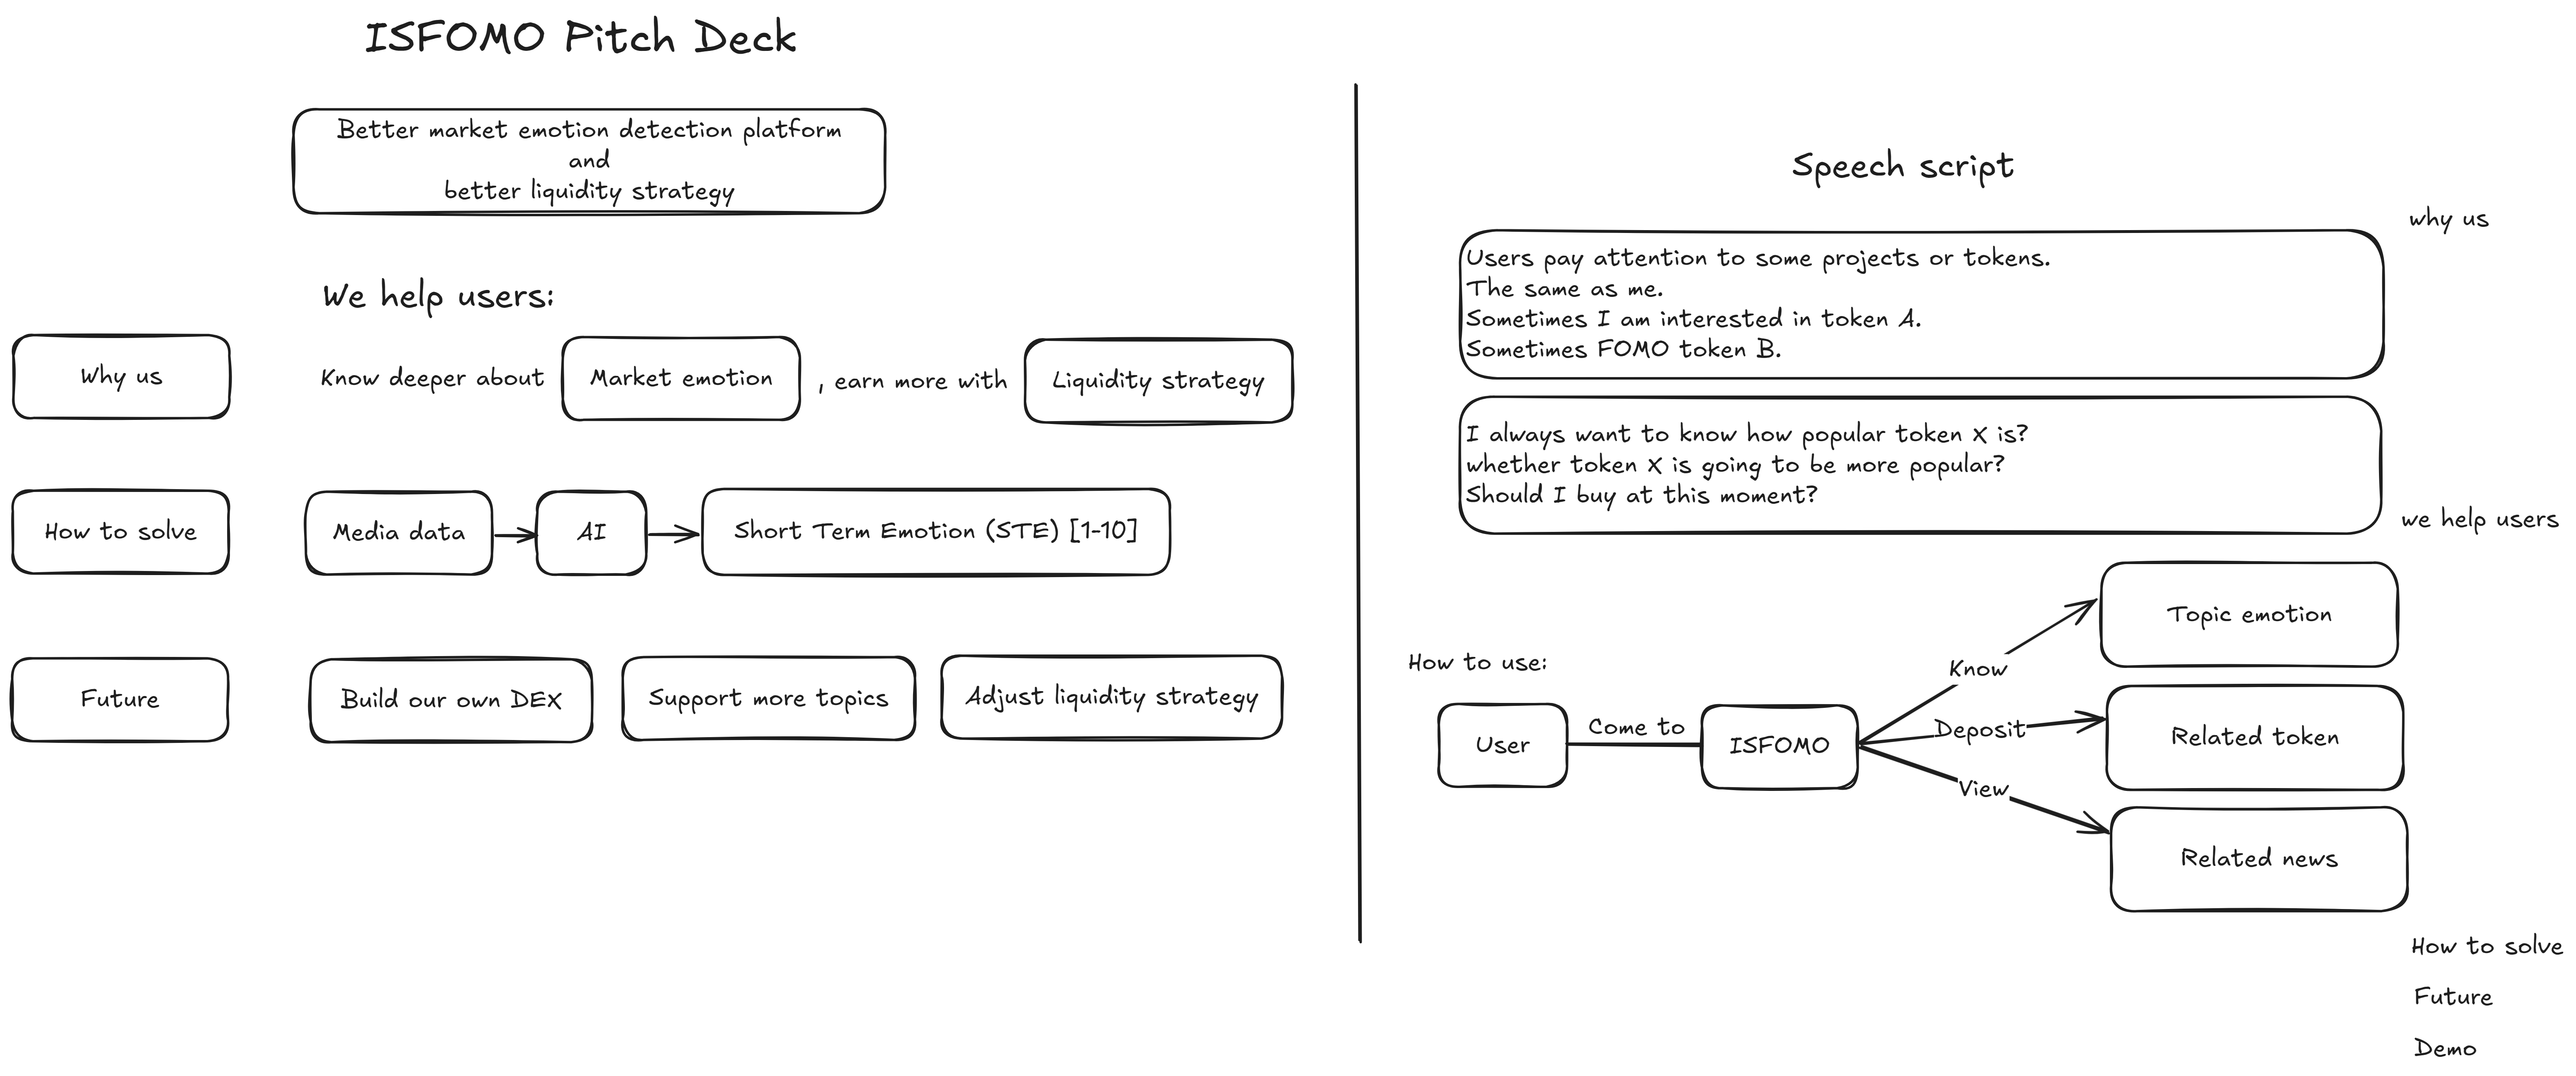 ISFOMO Pitch Deck
Better market emotion detection platform
and
better liquidity strategy
We help users:
Why us
Know deeper about
Market emotion
, earn more with
Liquidity strategy
How to solve
Media data
AI
Short Term Emotion (STE) [1-10]
Future
Build our own DEX
Support more topics
Adjust liquidity strategy
Speech script
why us
Users pay attention to some projects or tokens.
The same as me.
Sometimes I am interested in token A.
Sometimes FOMO token B.
I always want to know how popular token X is?
whether token X is going to be more popular?
Should I buy at this moment?
we help users
How to use:
User
Come to
ISFOMO
Know
Topic emotion
Deposit
Related token
View
Related news
How to solve
Future
Demo